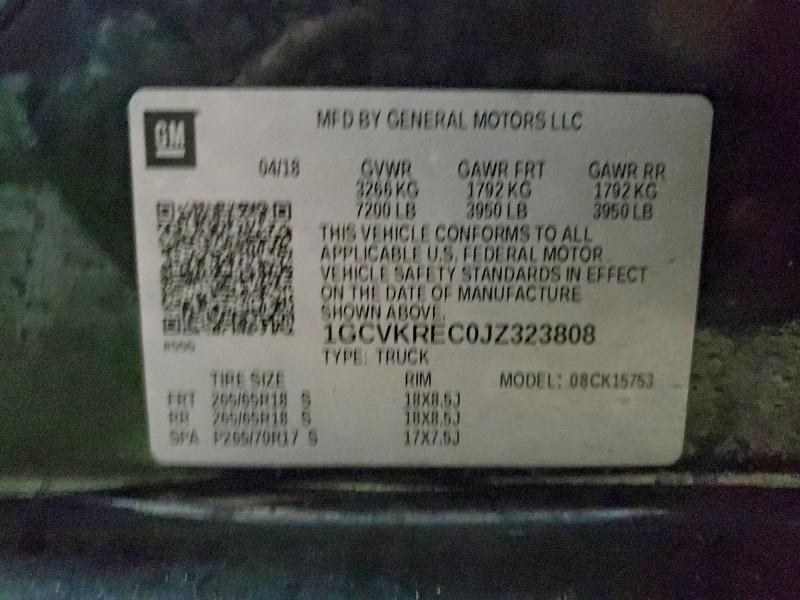 GM
MFD BY GENERAL MOTORS LLC
04/18 GVWR GAWR FRT GAWR RR
3266 KG 1792 KG 1792 KG
7200 LB 3950 LB 3950 LB
THIS VEHICLE CONFORMS TO ALL
APPLICABLE U.S. FEDERAL MOTOR
VEHICLE SAFETY STANDARDS IN EFFECT
ON THE DATE OF MANUFACTURE
SHOWN ABOVE.
1GCVKREC0JZ323808
TYPE: TRUCK
TIRE SIZE RIM MODEL: 08CK15753
FRT 265/65R18 S 18X8.5J
RR 265/65R18 S 18X8.5J
SPA P265/70R17 S 17X7.5J